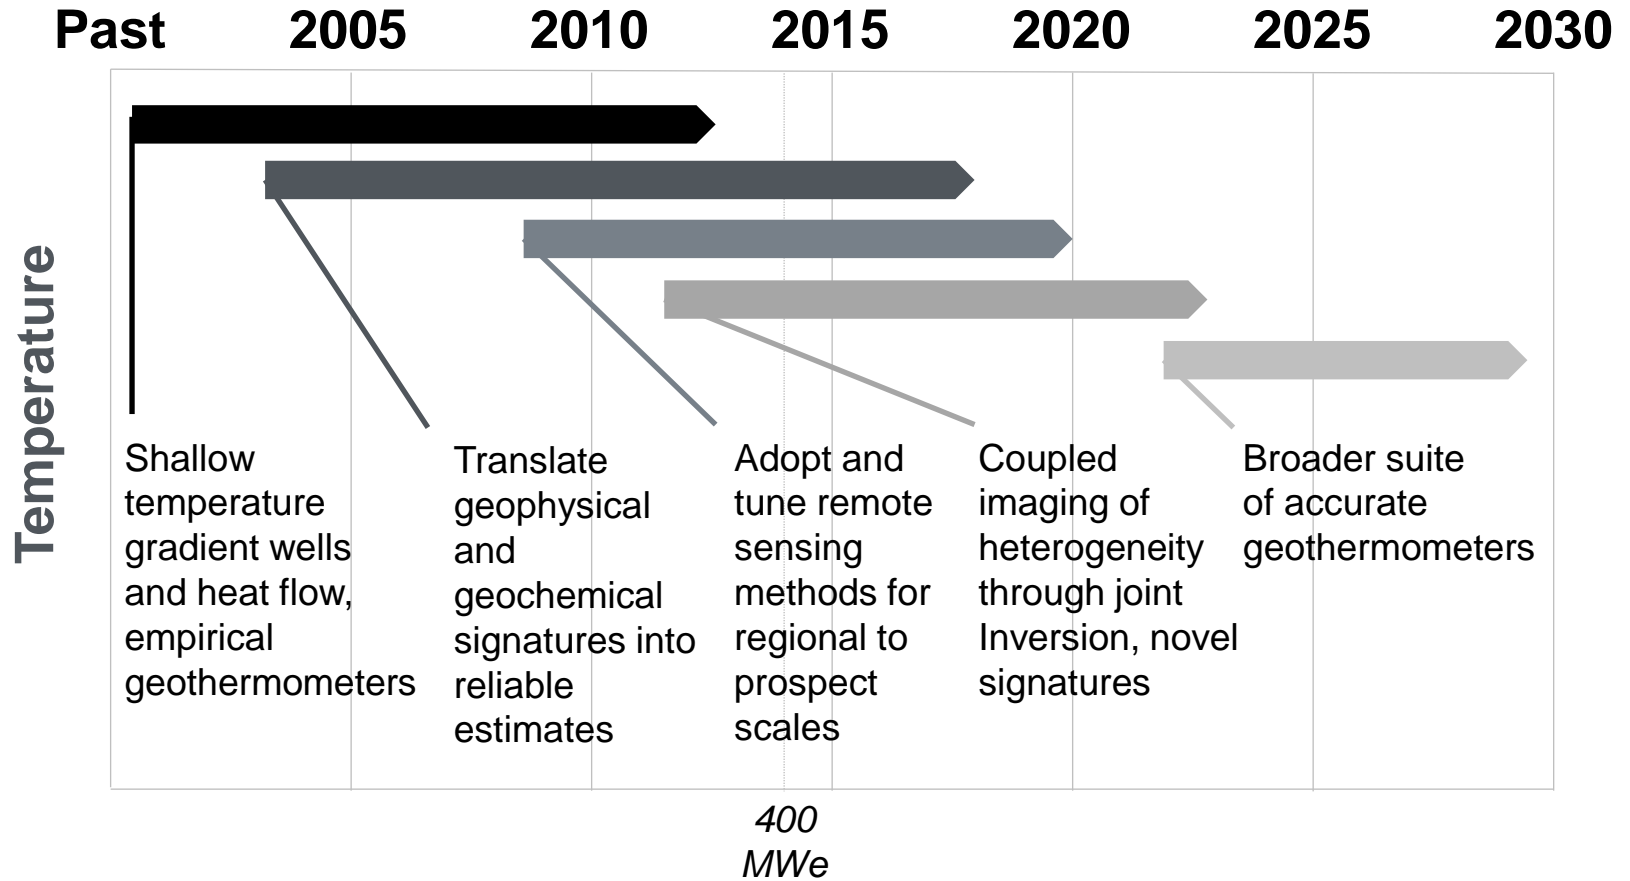 Past 2005 2010 2015 2020 2025 2030
Temperature
Shallow
temperature
gradient wells
and heat flow,
empirical
geothermometers
Translate
geophysical
and
geochemical
signatures into
reliable
estimates
Adopt and
tune remote
sensing
methods for
regional to
prospect
scales
Coupled
imaging of
heterogeneity
through joint
Inversion, novel
signatures
Broader suite
of accurate
geothermometers
400
MWe